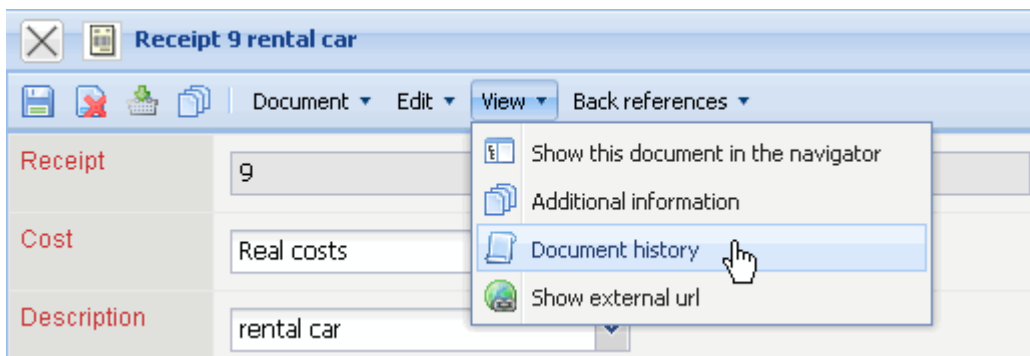 Receipt 9 rental car
Document Edit View Back references
Show this document in the navigator
Additional information
Document history
Show external url
Receipt 9
Cost Real costs
Description rental car